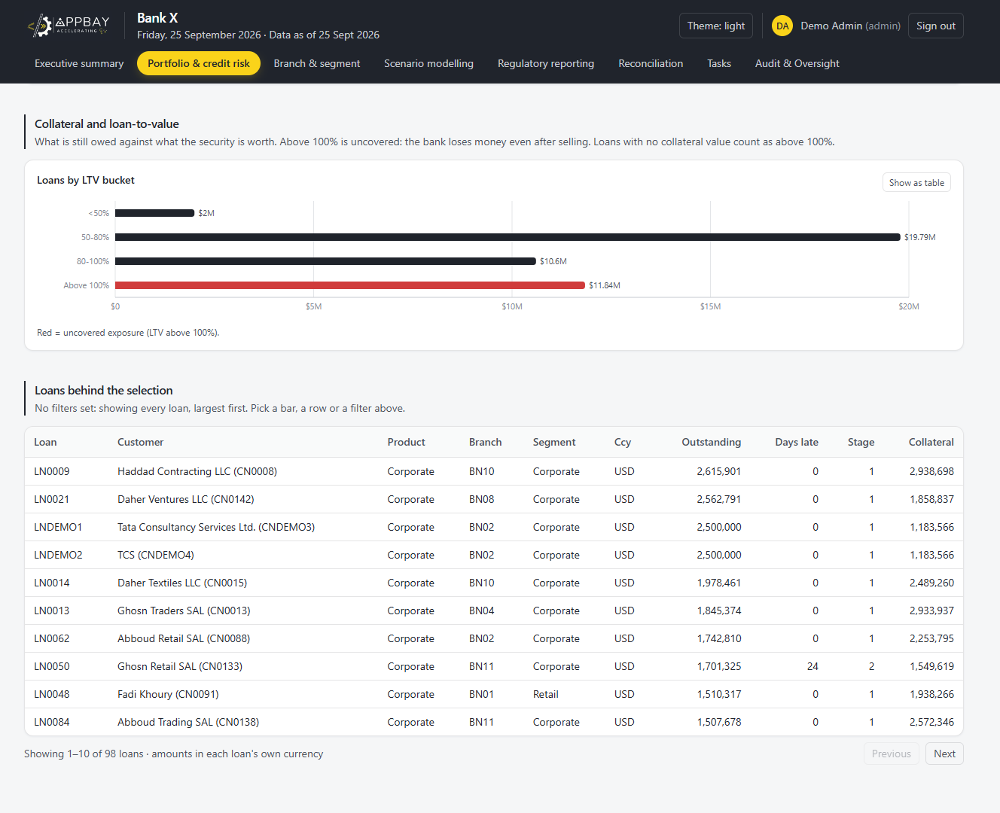 APPBAY
ACCELERATING
Bank X
Friday, 25 September 2026 · Data as of 25 Sept 2026
Theme: light
DA
Demo Admin (admin)
Sign out
Executive summary
Portfolio & credit risk
Branch & segment
Scenario modelling
Regulatory reporting
Reconciliation
Tasks
Audit & Oversight
Collateral and loan-to-value
What is still owed against what the security is worth. Above 100% is uncovered: the bank loses money even after selling. Loans with no collateral value count as above 100%.
Loans by LTV bucket
Show as table
<50% $2M
50-80% $19.79M
80-100% $10.6M
Above 100% $11.84M
$0 $5M $10M $15M $20M
Red = uncovered exposure (LTV above 100%).
Loans behind the selection
No filters set: showing every loan, largest first. Pick a bar, a row or a filter above.
Loan Customer Product Branch Segment Ccy Outstanding Days late Stage Collateral
LN0009 Haddad Contracting LLC (CN0008) Corporate BN10 Corporate USD 2,615,901 0 1 2,938,698
LN0021 Daher Ventures LLC (CN0142) Corporate BN08 Corporate USD 2,562,791 0 1 1,858,837
LNDEMO1 Tata Consultancy Services Ltd. (CNDEMO3) Corporate BN02 Corporate USD 2,500,000 0 1 1,183,566
LNDEMO2 TCS (CNDEMO4) Corporate BN02 Corporate USD 2,500,000 0 1 1,183,566
LN0014 Daher Textiles LLC (CN0015) Corporate BN10 Corporate USD 1,978,461 0 1 2,489,260
LN0013 Ghosn Traders SAL (CN0013) Corporate BN04 Corporate USD 1,845,374 0 1 2,933,937
LN0062 Abboud Retail SAL (CN0088) Corporate BN02 Corporate USD 1,742,810 0 1 2,253,795
LN0050 Ghosn Retail SAL (CN0133) Corporate BN11 Corporate USD 1,701,325 24 2 1,549,619
LN0048 Fadi Khoury (CN0091) Corporate BN01 Retail USD 1,510,317 0 1 1,938,266
LN0084 Abboud Trading SAL (CN0138) Corporate BN11 Corporate USD 1,507,678 0 1 2,572,346
Showing 1–10 of 98 loans · amounts in each loan's own currency
Previous
Next